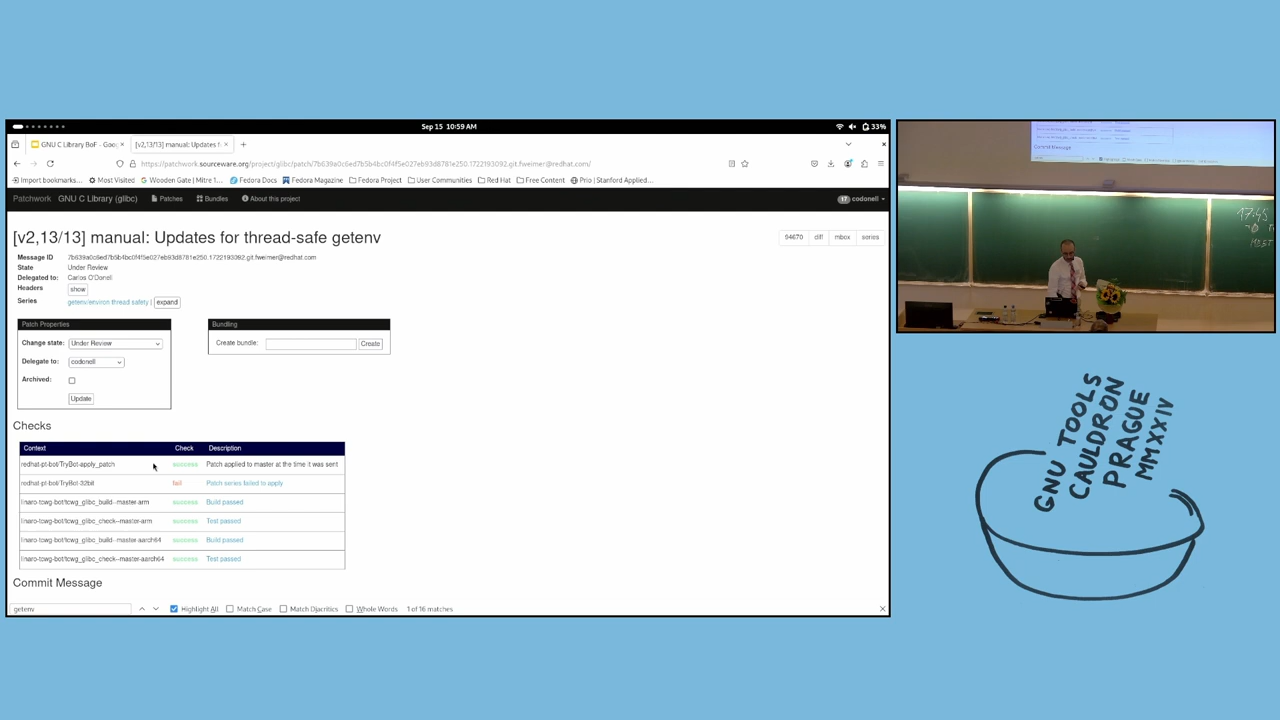 Sep 15 10:59 AM
33%
GNU C Library BoF - Goo
[v2,13/13] manual: Updates f
https://patchwork.sourceware.org/project/glibc/patch/7b639a0c6ed7b5b4bc0f4f5e027eb93d8781e250.1722193092.git.fweimer@redhat.com/
Import bookmarks... Most Visited Wooden Gate | Mitre 1... Fedora Docs Fedora Magazine Fedora Project User Communities Red Hat Free Content Prio | Stanford Applied...
Patchwork GNU C Library (glibc) Patches Bundles About this project 17 codonell
[v2,13/13] manual: Updates for thread-safe getenv
94670 diff mbox series
Message ID 7b639a0c6ed7b5b4bc0f4f5e027eb93d8781e250.1722193092.git.fweimer@redhat.com
State Under Review
Delegated to: Carlos O'Donell
Headers show
Series getenv/environ thread safety | expand
Patch Properties
Change state: Under Review
Delegate to: codonell
Archived:
Update
Bundling
Create bundle: Create
Checks
Context Check Description
redhat-pt-bot/TryBot-apply_patch success Patch applied to master at the time it was sent
redhat-pt-bot/TryBot-32bit fail Patch series failed to apply
linaro-tcwg-bot/tcwg_glibc_build--master-arm success Build passed
linaro-tcwg-bot/tcwg_glibc_check--master-arm success Test passed
linaro-tcwg-bot/tcwg_glibc_build--master-aarch64 success Build passed
linaro-tcwg-bot/tcwg_glibc_check--master-aarch64 success Test passed
Commit Message
getenv Highlight All Match Case Match Diacritics Whole Words 1 of 16 matches
Commit Message
17:45
GNU TOOLS
CAULDRON
PRAGUE
MMXXIV